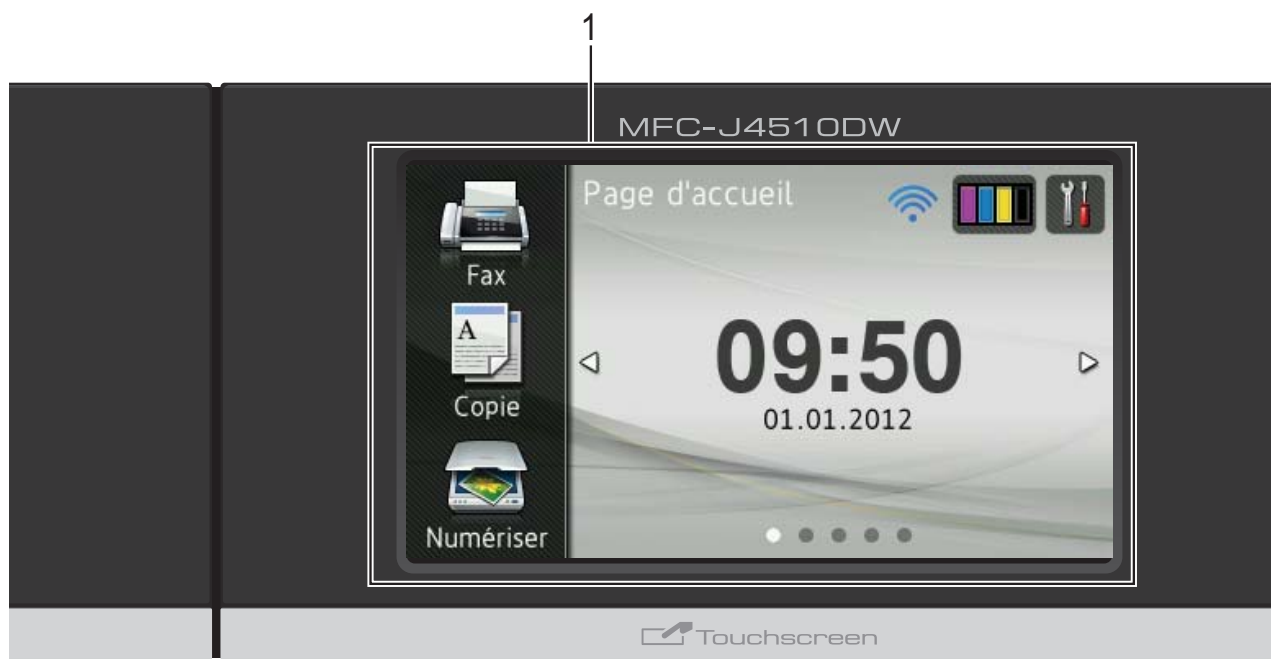 1
MFC-J4510DW
Page d'accueil
Fax
A
Copie
Numériser
09:50
01.01.2012
Touchscreen